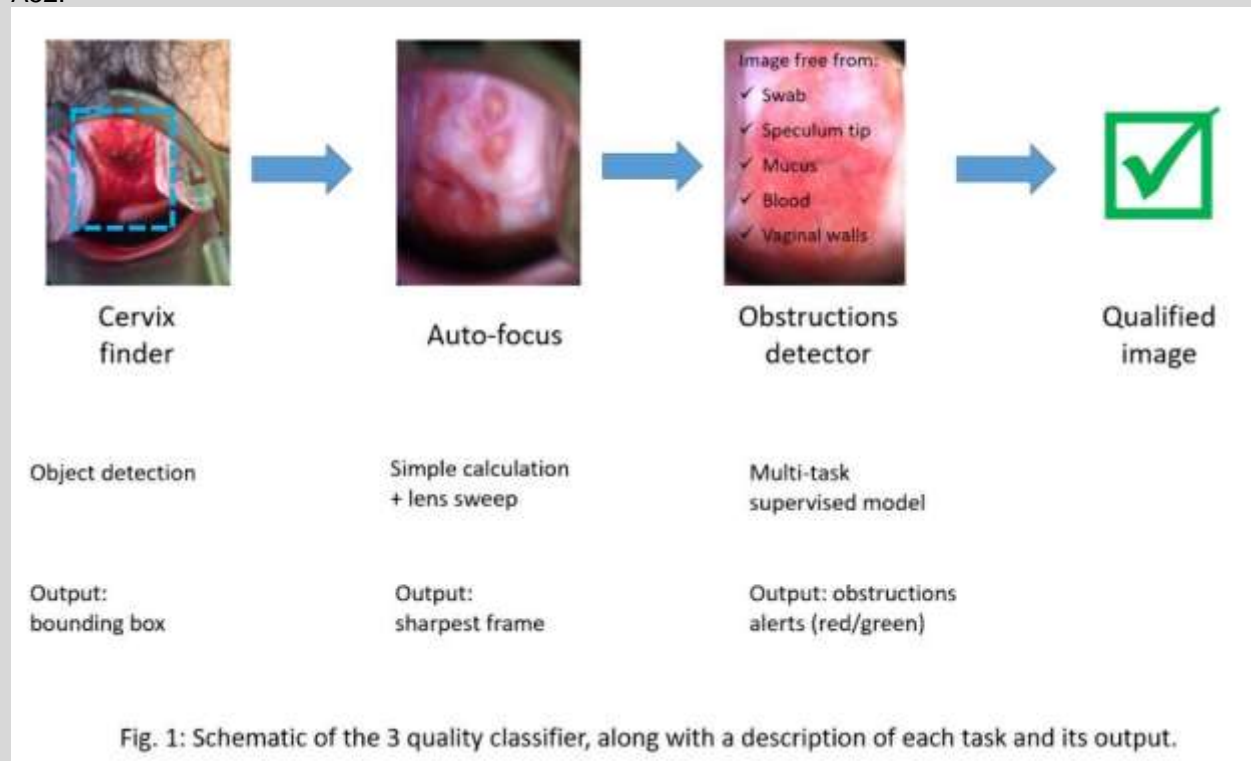 Image free from:
✓ Swab
✓ Speculum tip
✓ Mucus
✓ Blood
✓ Vaginal walls
Cervix
finder
Auto-focus
Obstructions
detector
Qualified
image
Object detection
Simple calculation
+ lens sweep
Multi-task
supervised model
Output:
bounding box
Output:
sharpest frame
Output: obstructions
alerts (red/green)
Fig. 1: Schematic of the 3 quality classifier, along with a description of each task and its output.